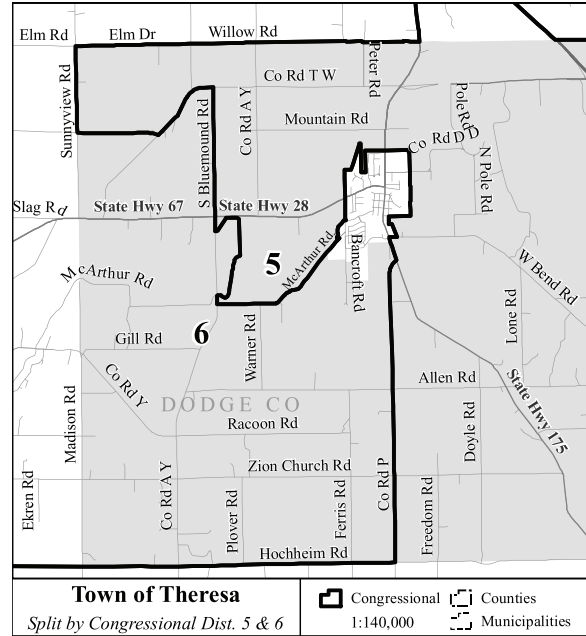 Elm Rd
Elm Dr
Willow Rd
Sunnyview Rd
Peter Rd
Co Rd T W
S Bluemound Rd
Co Rd A Y
Mountain Rd
Pole Rd
Co Rd D D
N Pole Rd
Slag Rd
State Hwy 67
State Hwy 28
McArthur Rd
5
McArthur Rd
Bancroft Rd
W Bend Rd
Lone Rd
6
Gill Rd
Warner Rd
Co Rd Y
Allen Rd
State Hwy 175
DODGE CO
Madison Rd
Racoon Rd
Doyle Rd
Zion Church Rd
Ekren Rd
Co Rd A Y
Plover Rd
Ferris Rd
Co Rd P
Freedom Rd
Hochheim Rd
Town of Theresa
Split by Congressional Dist. 5 & 6
Congressional
Counties
1:140,000
Municipalities